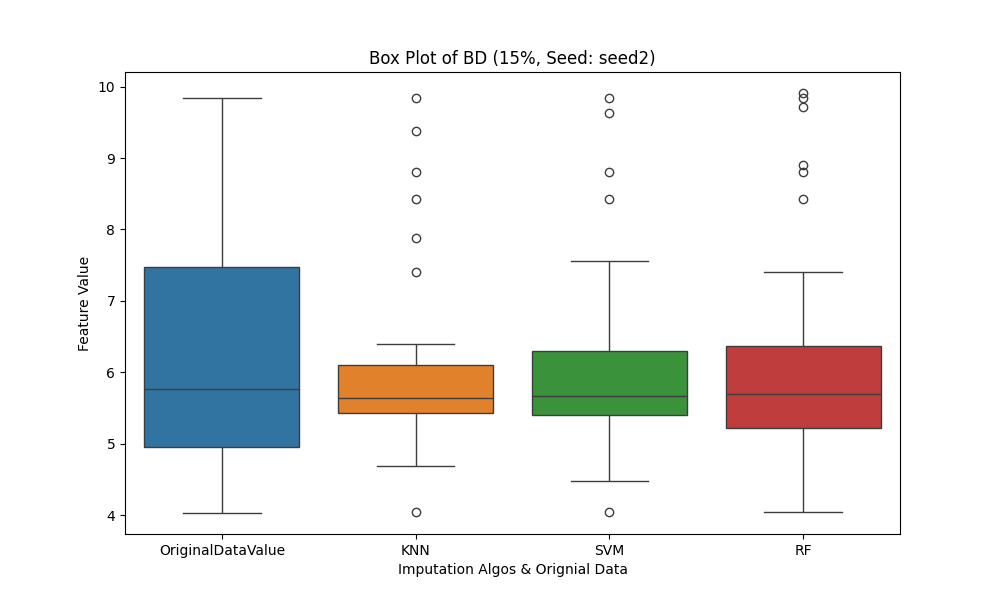 Box Plot of BD (15%, Seed: seed2)
Feature Value
10
9
8
7
6
5
4
OriginalDataValue KNN SVM RF
Imputation Algos & Orignial Data